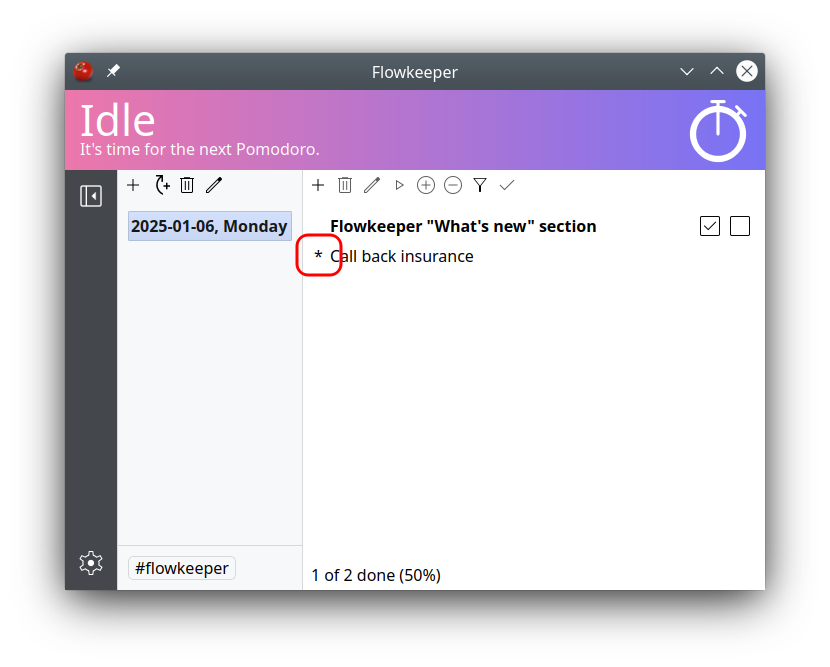 Flowkeeper
Idle
It's time for the next Pomodoro.
2025-01-06, Monday
Flowkeeper "What's new" section
* Call back insurance
#flowkeeper
1 of 2 done (50%)